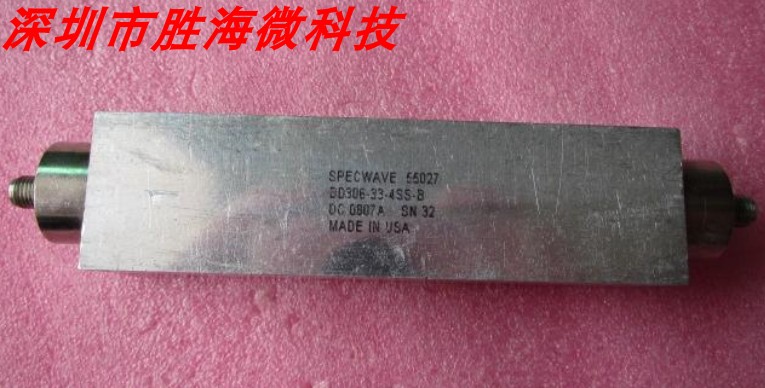 深圳市胜海微科技
SPECWAVE 55027
BD306-33-4SS-B
DC 0807A SN 32
MADE IN USA